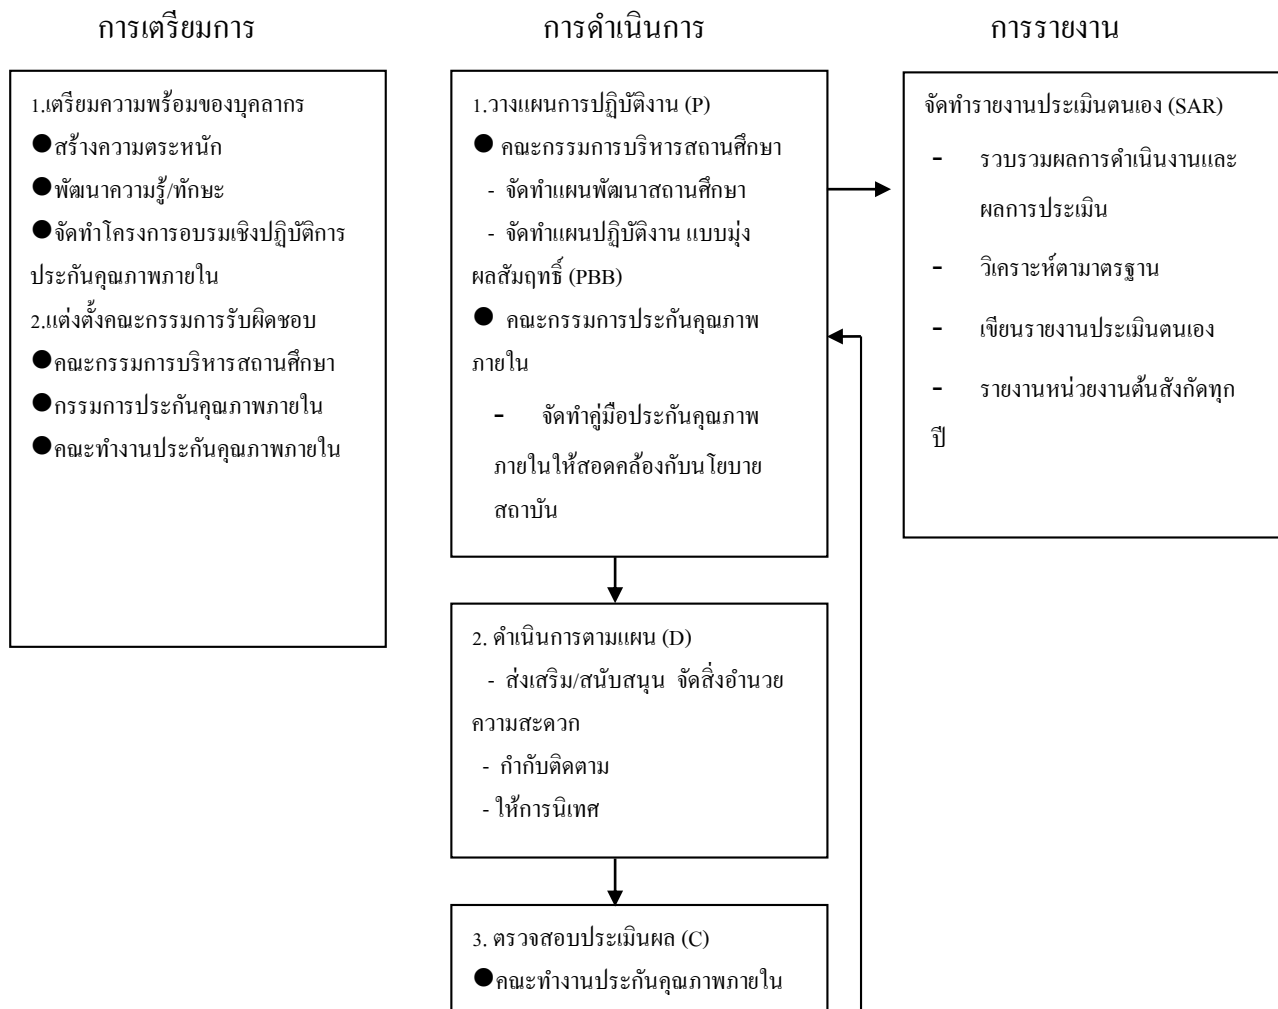 การเตรียมการ
การดำเนินการ
การรายงาน
1.เตรียมความพร้อมของบุคลากร
●สร้างความตระหนัก
●พัฒนาความรู้/ทักษะ
●จัดทำโครงการอบรมเชิงปฏิบัติการ
ประกันคุณภาพภายใน
2.แต่งตั้งคณะกรรมการรับผิดชอบ
●คณะกรรมการบริหารสถานศึกษา
●กรรมการประกันคุณภาพภายใน
●คณะทำงานประกันคุณภาพภายใน
1.วางแผนการปฏิบัติงาน (P)
● คณะกรรมการบริหารสถานศึกษา
- จัดทำแผนพัฒนาสถานศึกษา
- จัดทำแผนปฏิบัติงาน แบบมุ่ง
ผลสัมฤทธิ์ (PBB)
● คณะกรรมการประกันคุณภาพ
ภายใน
- จัดทำคู่มือประกันคุณภาพ
ภายในให้สอดคล้องกับนโยบาย
สถาบัน
2. ดำเนินการตามแผน (D)
- ส่งเสริม/สนับสนุน จัดสิ่งอำนวย
ความสะดวก
- กำกับติดตาม
- ให้การนิเทศ
3. ตรวจสอบประเมินผล (C)
●คณะทำงานประกันคุณภาพภายใน
จัดทำรายงานประเมินตนเอง (SAR)
- รวบรวมผลการดำเนินงานและ
ผลการประเมิน
- วิเคราะห์ตามาตรฐาน
- เขียนรายงานประเมินตนเอง
- รายงานหน่วยงานต้นสังกัดทุก
ปี